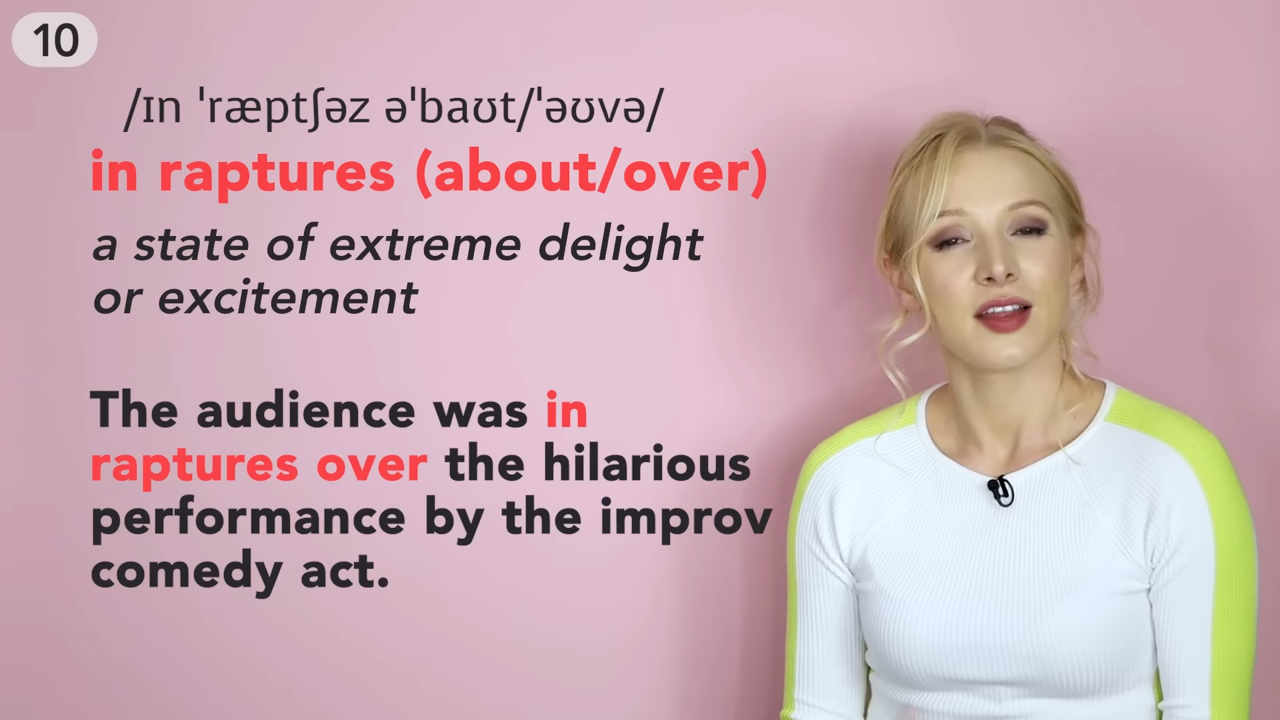 10
/ɪn ˈræptʃəz əˈbaʊt/ˈəʊvə/
in raptures (about/over)
a state of extreme delight
or excitement
The audience was in
raptures over the hilarious
performance by the improv
comedy act.